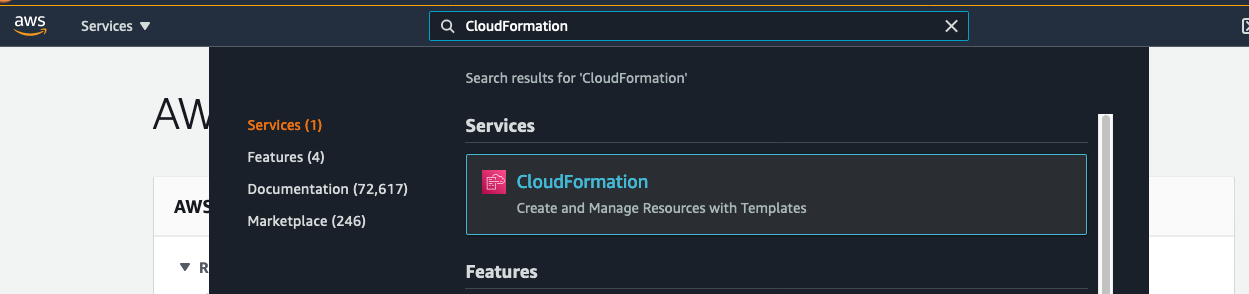 aws
Services ▼
CloudFormation
Search results for 'CloudFormation'
Services (1)
Features (4)
Documentation (72,617)
Marketplace (246)
Services
CloudFormation
Create and Manage Resources with Templates
Features
AW
AWS
▼ R